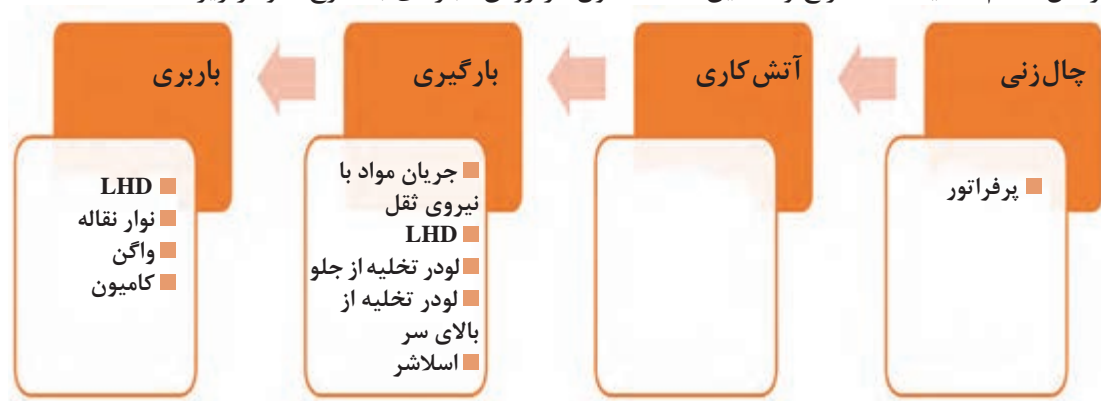 چال‌زنی
■ پرفراتور
آتش‌کاری
بارگیری
■ جریان مواد با
نیروی ثقل
■ LHD
■ لودر تخلیه از جلو
■ لودر تخلیه از
بالای سر
■ اسلاشر
باربری
■ LHD
■ نوار نقاله
■ واگن
■ کامیون